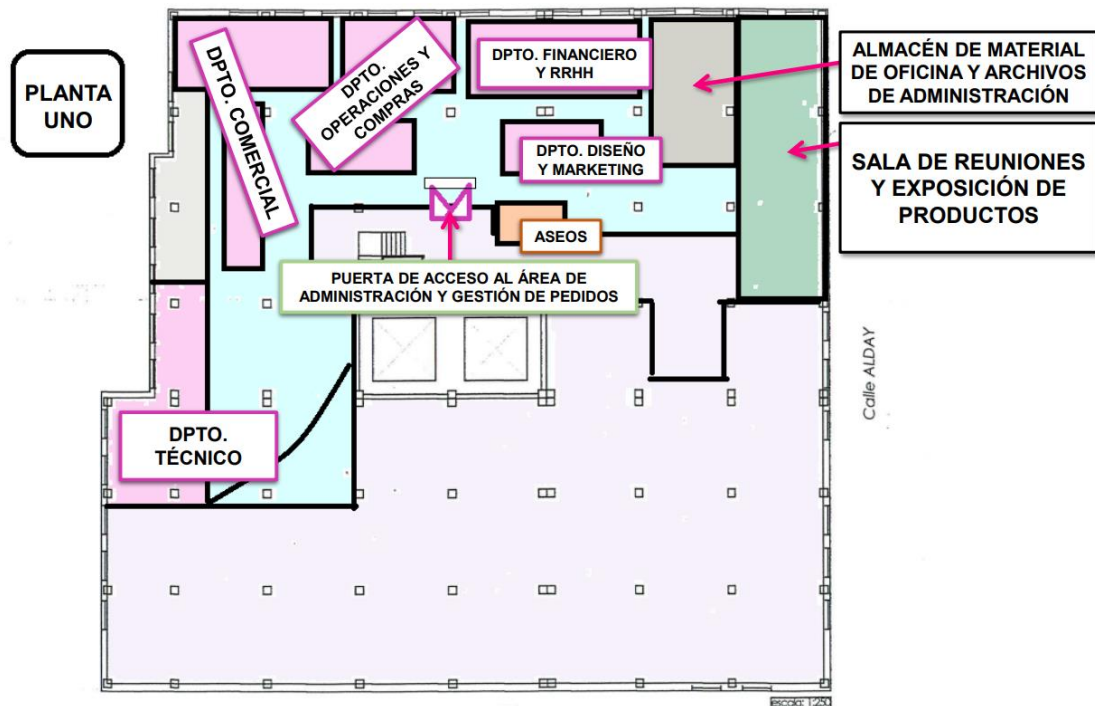 PLANTA
UNO
DPTO. COMERCIAL
DPTO.
OPERACIONES Y
COMPRAS
DPTO. FINANCIERO
Y RRHH
DPTO. DISEÑO
Y MARKETING
ALMACÉN DE MATERIAL
DE OFICINA Y ARCHIVOS
DE ADMINISTRACIÓN
SALA DE REUNIONES
Y EXPOSICIÓN DE
PRODUCTOS
ASEOS
PUERTA DE ACCESO AL ÁREA DE
ADMINISTRACIÓN Y GESTIÓN DE PEDIDOS
DPTO.
TÉCNICO
Calle ALDAY
escala: 1:250